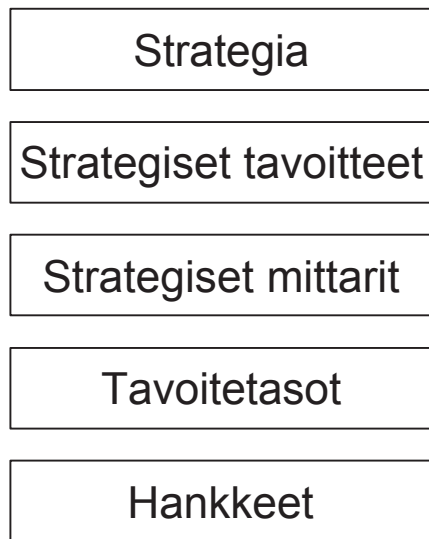 Strategia
Strategiset tavoitteet
Strategiset mittarit
Tavoitetasot
Hankkeet